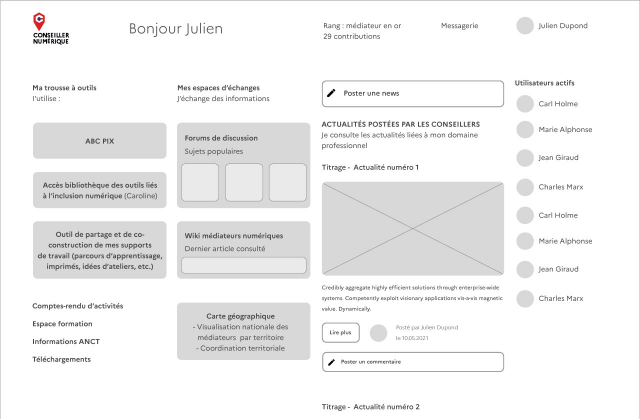 CONSEILLER
NUMÉRIQUE
Bonjour Julien
Rang : médiateur en or
29 contributions
Messagerie
Julien Dupond
Ma trousse à outils
l'utilise :
ABC PIX
Accès bibliothèque des outils liés
à l'inclusion numérique (Caroline)
Outil de partage et de co-
construction de mes supports
de travail (parcours d'apprentissage,
imprimés, idées d'ateliers, etc.)
Comptes-rendu d'activités
Espace formation
Informations ANCT
Téléchargements
Mes espaces d'échanges
J'échange des informations
Forums de discussion
Sujets populaires
Wiki médiateurs numériques
Dernier article consulté
Carte géographique
- Visualisation nationale des
médiateurs par territoire
- Coordination territoriale
Poster une news
ACTUALITÉS POSTÉES PAR LES CONSEILLERS
Je consulte les actualités liées à mon domaine
professionnel
Titrage - Actualité numéro 1
Credibly aggregate highly efficient solutions through enterprise-wide
systems. Competently exploit visionary applications vis-a-vis magnetic
value. Dynamically.
Lire plus
Posté par Julien Dupond
le 10.05.2021
Poster un commentaire
Titrage - Actualité numéro 2
Utilisateurs actifs
Carl Holme
Marie Alphonse
Jean Giraud
Charles Marx
Carl Holme
Marie Alphonse
Jean Giraud
Charles Marx